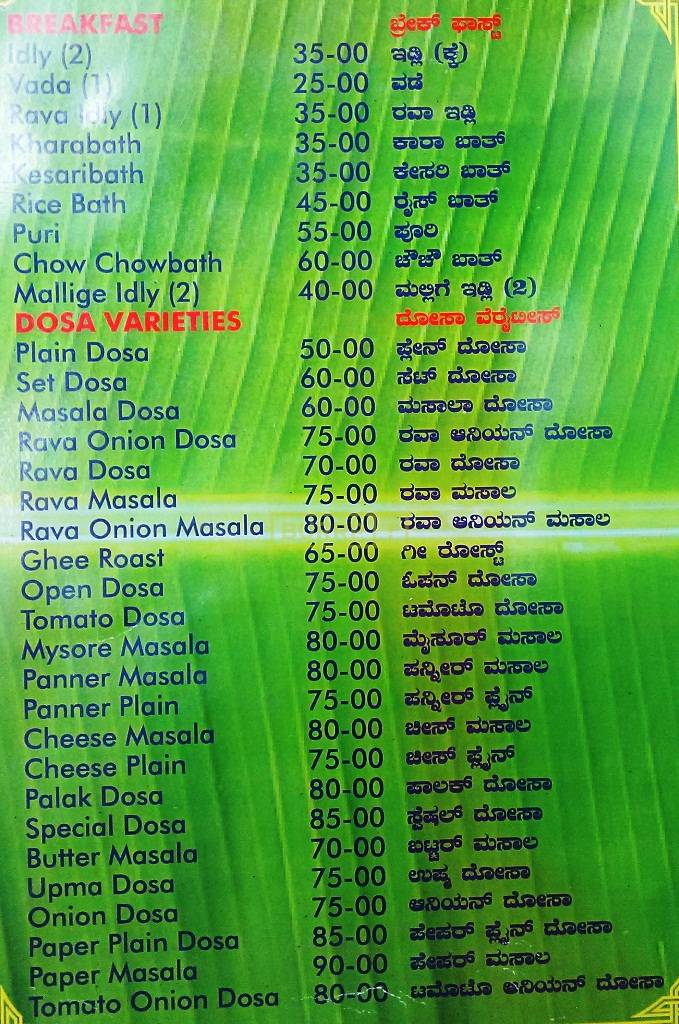 BREAKFAST ಬ್ರೇಕ್ ಫಾಸ್ಟ್
Idly (2) 35-00 ಇಡ್ಲಿ
Vada (1) 25-00 ವಡೆ
Rava Idly (1) 35-00 ರವಾ ಇಡ್ಲಿ
Kharabath 35-00 ಕಾರಾ ಬಾತ್
Kesaribath 35-00 ಕೇಸರಿ ಬಾತ್
Rice Bath 45-00 ರೈಸ್ ಬಾತ್
Puri 55-00 ಪೂರಿ
Chow Chowbath 60-00 ಚೌಚೌ ಬಾತ್
Mallige Idly (2) 40-00 ಮಲ್ಲಿಗೆ ಇಡ್ಲಿ (2)
DOSA VARIETIES ದೋಸಾ ವೆರೈಟೀಸ್
Plain Dosa 50-00 ಪ್ಲೇನ್ ದೋಸಾ
Set Dosa 60-00 ಸೆಟ್ ದೋಸಾ
Masala Dosa 60-00 ಮಸಾಲಾ ದೋಸಾ
Rava Onion Dosa 75-00 ರವಾ ಆನಿಯನ್ ದೋಸಾ
Rava Dosa 70-00 ರವಾ ದೋಸಾ
Rava Masala 75-00 ರವಾ ಮಸಾಲ
Rava Onion Masala 80-00 ರವಾ ಆನಿಯನ್ ಮಸಾಲ
Ghee Roast 65-00 ಗೀ ರೋಸ್ಟ್
Open Dosa 75-00 ಓಪನ್ ದೋಸಾ
Tomato Dosa 75-00 ಟಮೊಟೊ ದೋಸಾ
Mysore Masala 80-00 ಮೈಸೂರ್ ಮಸಾಲ
Panner Masala 80-00 ಪನ್ನೀರ್ ಮಸಾಲ
Panner Plain 75-00 ಪನ್ನೀರ್ ಪ್ಲೈನ್
Cheese Masala 80-00 ಚೀಸ್ ಮಸಾಲ
Cheese Plain 75-00 ಚೀಸ್ ಪ್ಲೈನ್
Palak Dosa 80-00 ಪಾಲಕ್ ದೋಸಾ
Special Dosa 85-00 ಸ್ಪೆಷಲ್ ದೋಸಾ
Butter Masala 70-00 ಬಟ್ಟರ್ ಮಸಾಲ
Upma Dosa 75-00 ಉಪ್ಮ ದೋಸಾ
Onion Dosa 75-00 ಆನಿಯನ್ ದೋಸಾ
Paper Plain Dosa 85-00 ಪೇಪರ್ ಪ್ಲೈನ್ ದೋಸಾ
Paper Masala 90-00 ಪೇಪರ್ ಮಸಾಲ
Tomato Onion Dosa 80-00 ಟಮೊಟೊ ಆನಿಯನ್ ದೋಸಾ